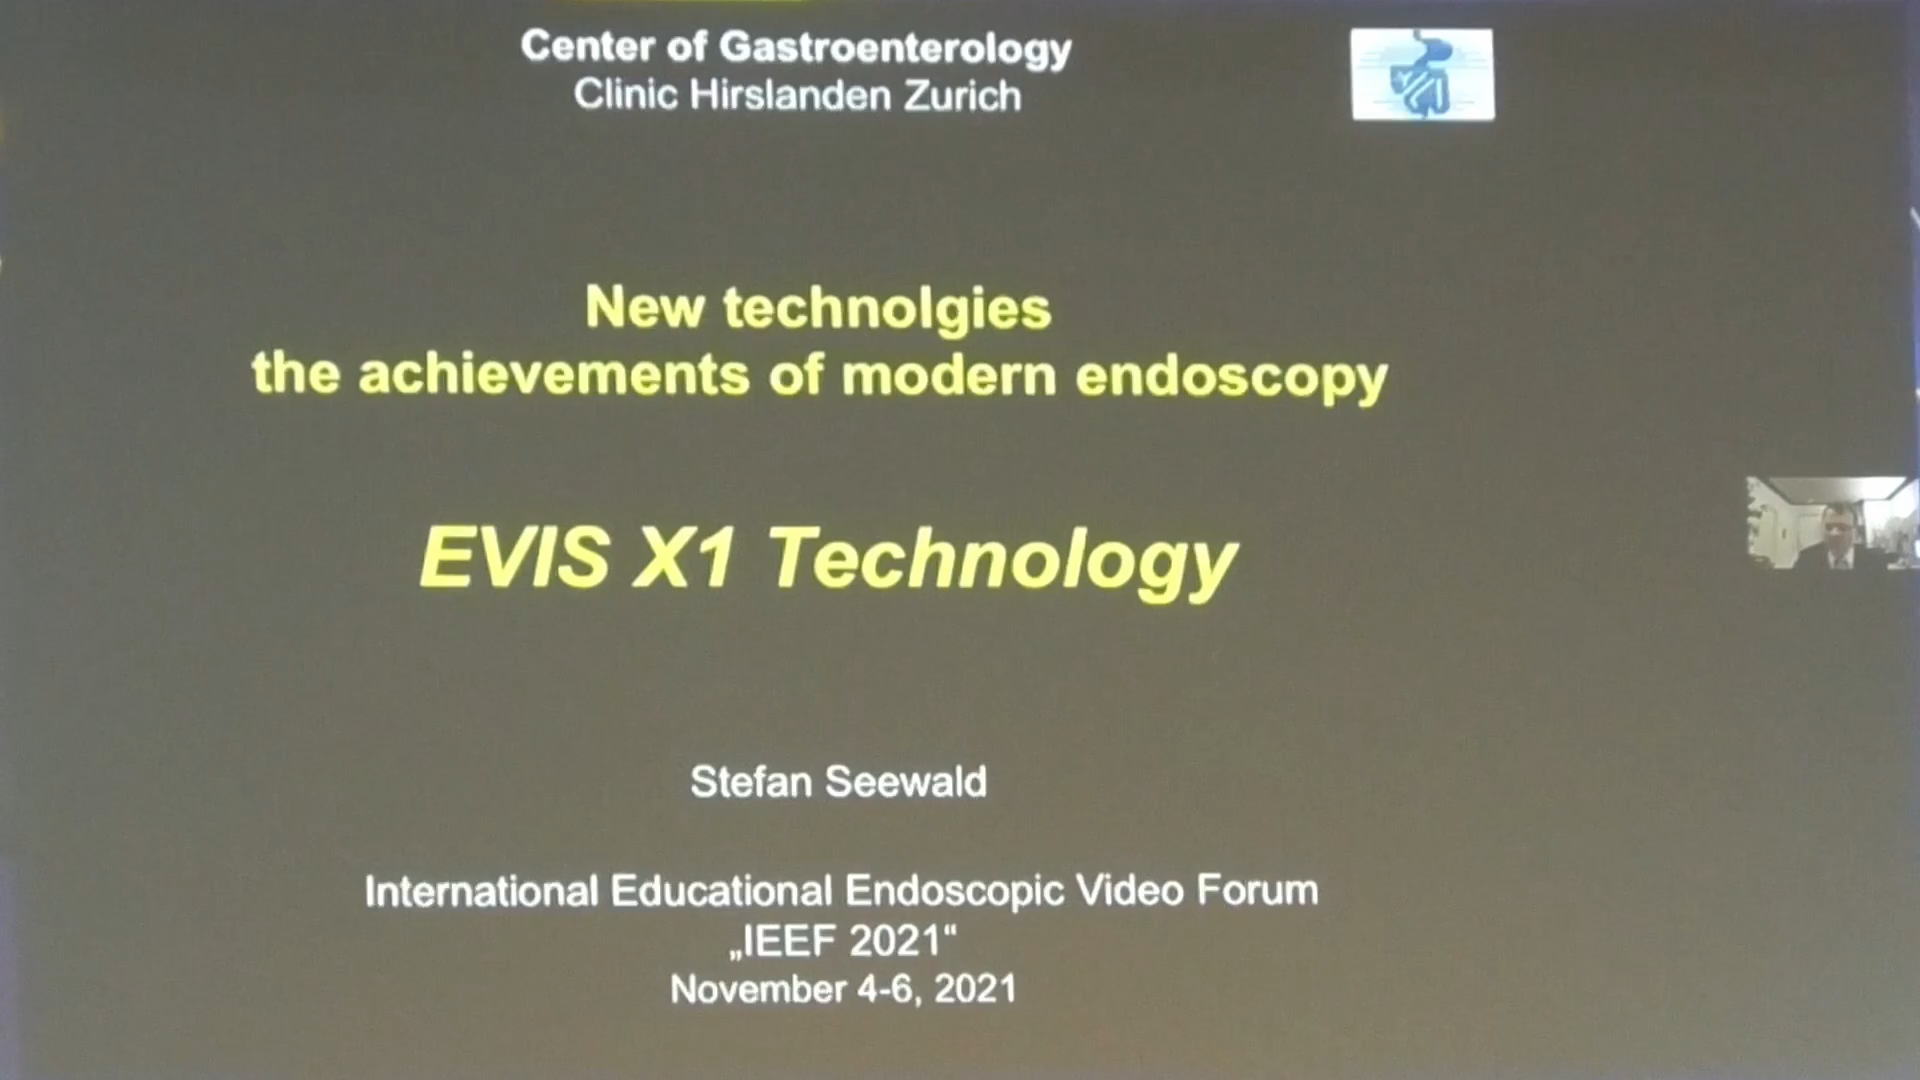 Center of Gastroenterology
Clinic Hirslanden Zurich
New technolgies
the achievements of modern endoscopy
EVIS X1 Technology
Stefan Seewald
International Educational Endoscopic Video Forum
„IEEF 2021“
November 4-6, 2021